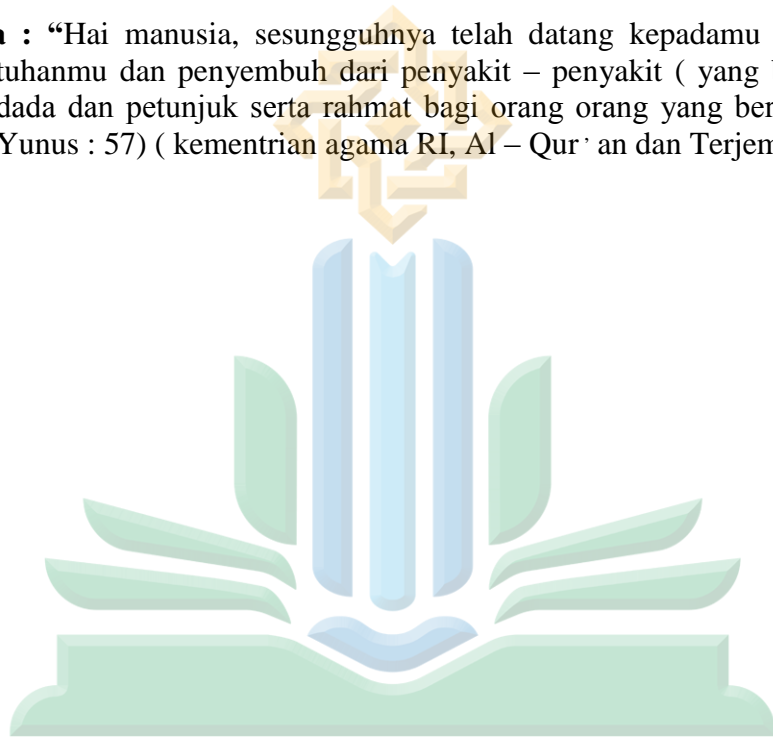 a : “Hai manusia, sesungguhnya telah datang kepadamu
tuhanmu dan penyembuh dari penyakit – penyakit ( yang
dada dan petunjuk serta rahmat bagi orang orang yang ber
Yunus : 57) ( kementrian agama RI, Al – Qur ’ an dan Terjem